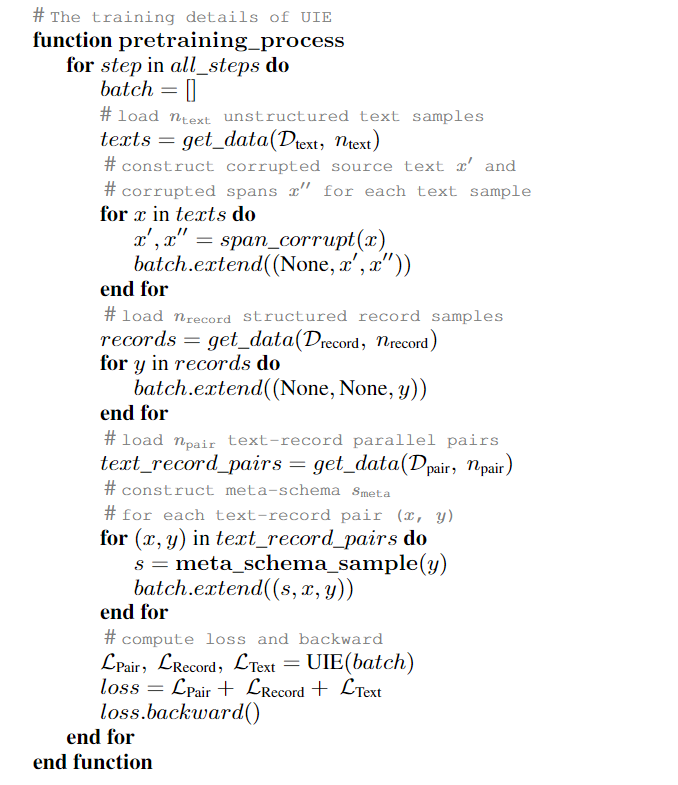 # The training details of UIE
function pretraining_process
for step in all_steps do
batch = []
# load n_text unstructured text samples
texts = get_data(D_text, n_text)
# construct corrupted source text x′ and
# corrupted spans x″ for each text sample
for x in texts do
x′, x″ = span_corrupt(x)
batch.extend((None, x′, x″))
end for
# load n_record structured record samples
records = get_data(D_record, n_record)
for y in records do
batch.extend((None, None, y))
end for
# load n_pair text-record parallel pairs
text_record_pairs = get_data(D_pair, n_pair)
# construct meta-schema s_meta
# for each text-record pair (x, y)
for (x, y) in text_record_pairs do
s = meta_schema_sample(y)
batch.extend((s, x, y))
end for
# compute loss and backward
L_Pair, L_Record, L_Text = UIE(batch)
loss = L_Pair + L_Record + L_Text
loss.backward()
end for
end function